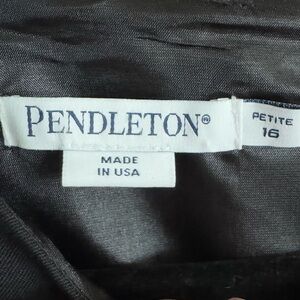 PENDLETON®
PETITE
16
MADE
IN USA